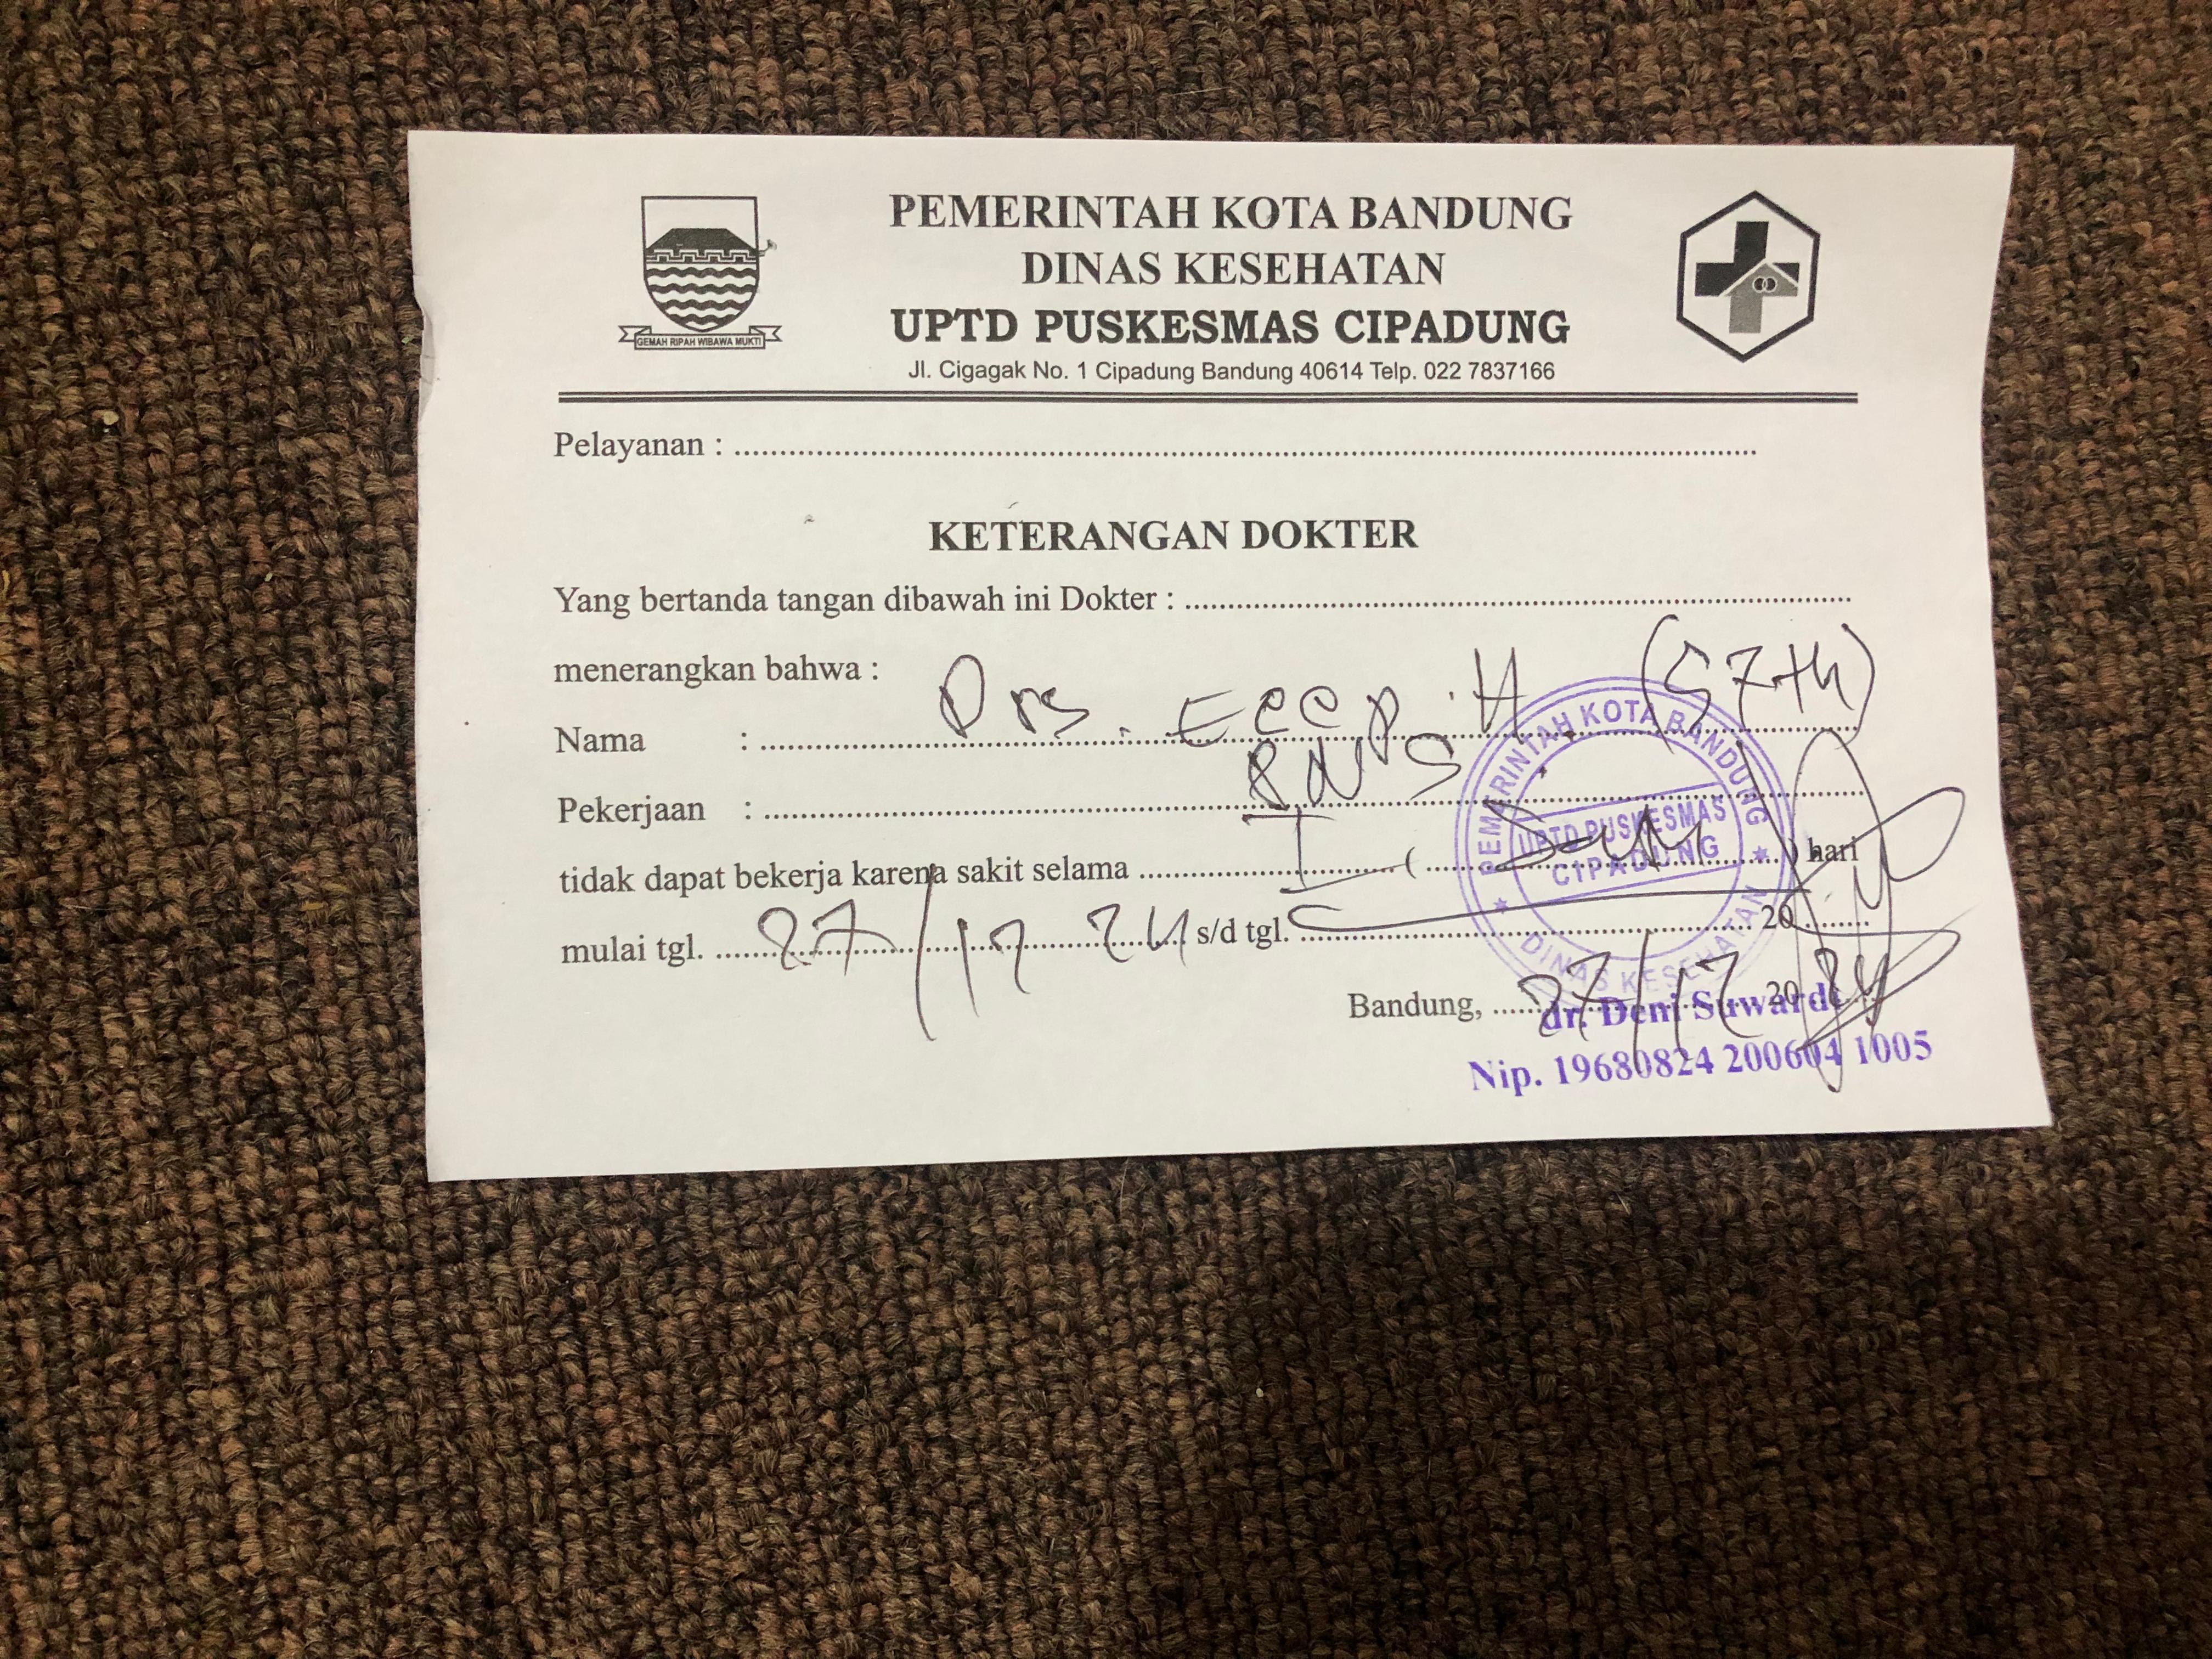 PEMERINTAH KOTA BANDUNG
DINAS KESEHATAN
UPTD PUSKESMAS CIPADUNG
Jl. Cigagak No. 1 Cipadung Bandung 40614 Telp. 022 7837166
GEMAH RIPAH WIBAWA MUKTI
Pelayanan : ........................................
KETERANGAN DOKTER
Yang bertanda tangan dibawah ini Dokter : ........................................
menerangkan bahwa :
Nama : Drs. Ecep. H (57th)
Pekerjaan : PNS
tidak dapat bekerja karena sakit selama I ( ) hari
mulai tgl. 27/12 24 s/d tgl. .................... 20
Bandung, 27/12 2024
PEMERINTAH KOTA BANDUNG
UPTD PUSKESMAS
CIPADUNG
DINAS KESEHATAN
dr. Deni Suwardi
Nip. 19680824 200604 1005